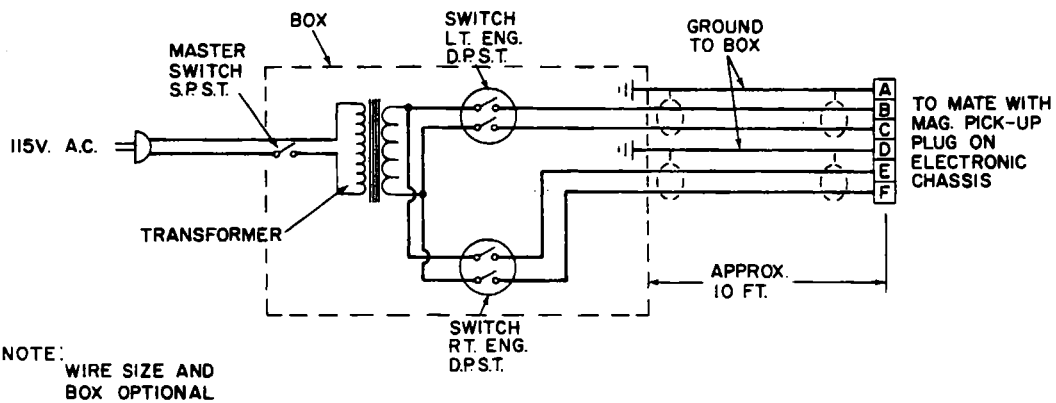 BOX
SWITCH
LT. ENG.
D.P.S.T.
GROUND
TO BOX
MASTER
SWITCH
S.P.S.T.
115V. A.C.
TRANSFORMER
A
B
C
D
E
F
TO MATE WITH
MAG. PICK-UP
PLUG ON
ELECTRONIC
CHASSIS
APPROX.
10 FT.
SWITCH
RT. ENG.
D.P.S.T.
NOTE:
WIRE SIZE AND
BOX OPTIONAL